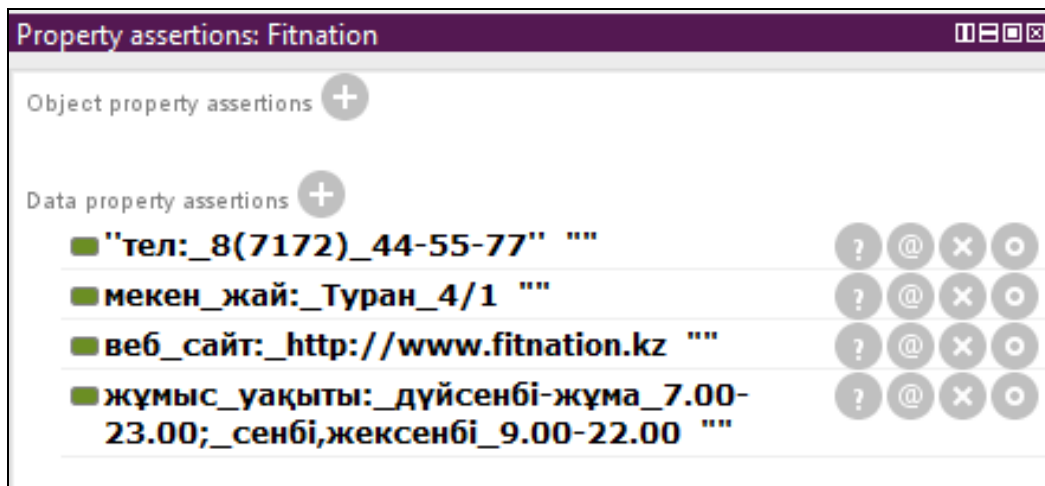 Property assertions: Fitnation
Object property assertions
Data property assertions
''тел:_8(7172)_44-55-77'' ""
мекен_жай:_Туран_4/1 ""
веб_сайт:_http://www.fitnation.kz ""
жұмыс_уақыты:_дүйсенбі-жұма_7.00-
23.00;_сенбі,жексенбі_9.00-22.00 ""